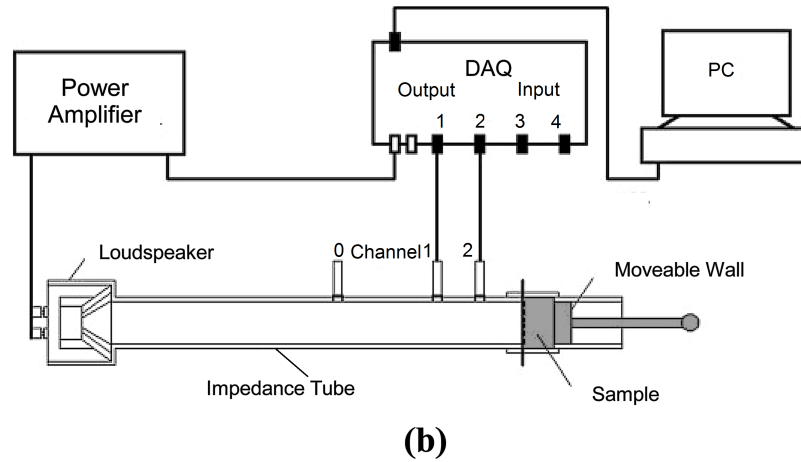 Power
Amplifier
DAQ
Output Input
1 2 3 4
PC
Loudspeaker
0 Channel1 2
Moveable Wall
Impedance Tube
Sample
(b)